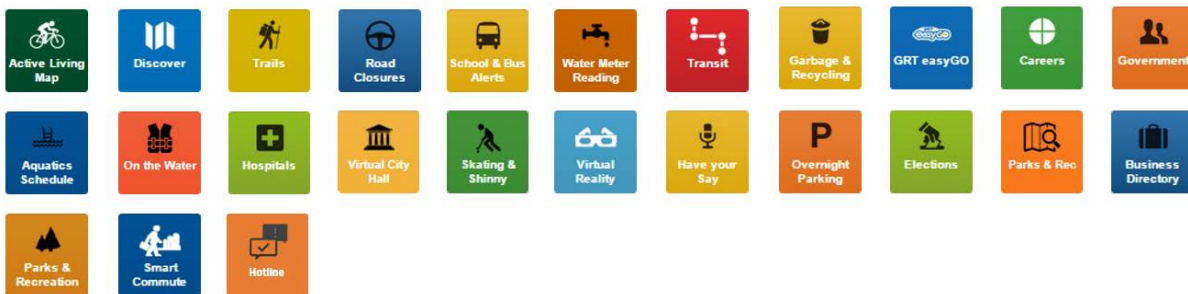 Active Living
Map
Discover
Trails
Road
Closures
School & Bus
Alerts
Water Meter
Reading
Transit
Garbage &
Recycling
easyGO
GRT easyGO
Careers
Government
Aquatics
Schedule
On the Water
Hospitals
Virtual City
Hall
Skating &
Shinny
Virtual
Reality
Have your
Say
P
Overnight
Parking
Elections
Parks & Rec
Business
Directory
Parks &
Recreation
Smart
Commute
Hotline